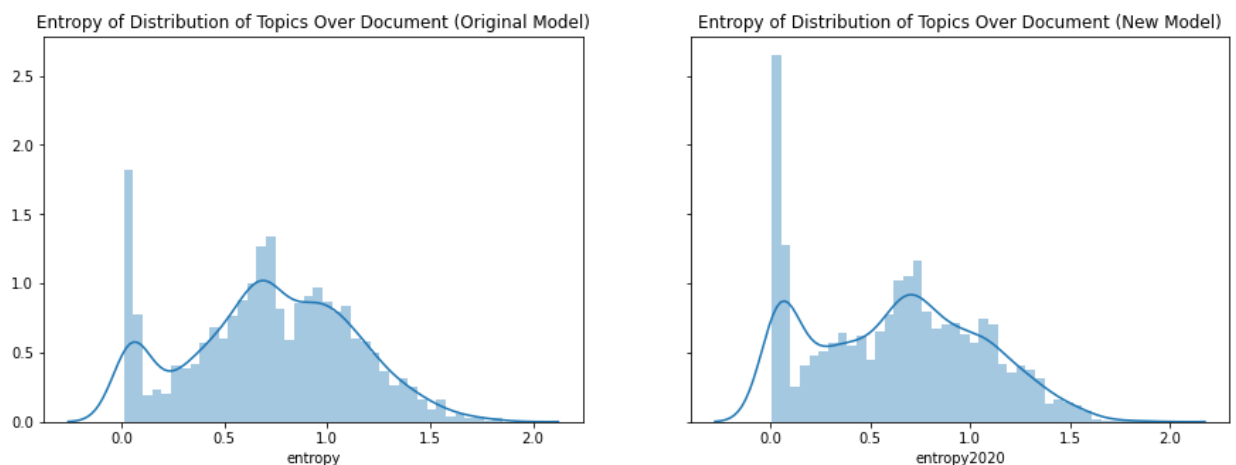 Entropy of Distribution of Topics Over Document (Original Model)
2.5
2.0
1.5
1.0
0.5
0.0
0.0 0.5 1.0 1.5 2.0
entropy
Entropy of Distribution of Topics Over Document (New Model)
0.0 0.5 1.0 1.5 2.0
entropy2020